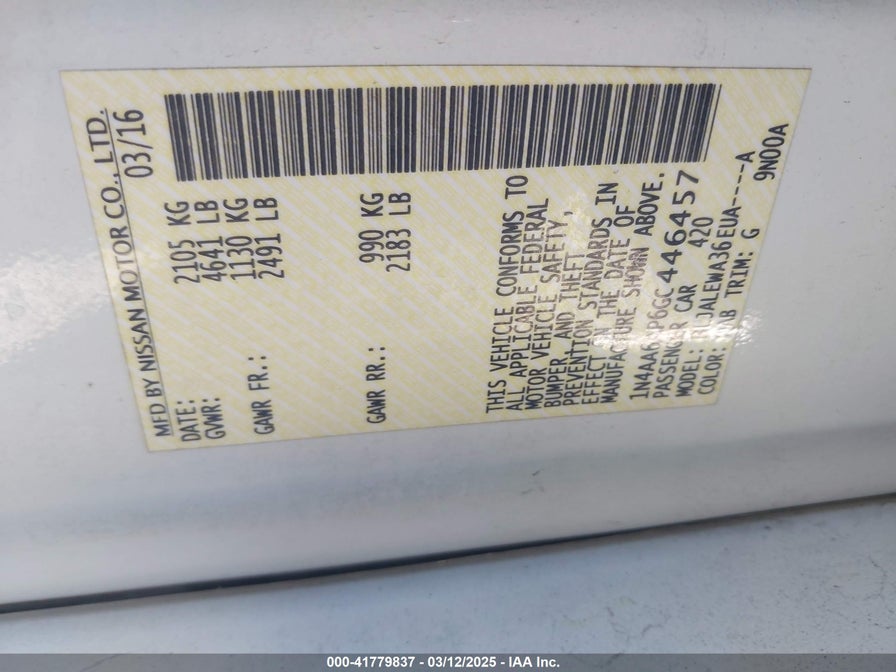 MFD BY NISSAN MOTOR CO., LTD.
DATE: 03/16
GVWR: 2105 KG
4641 LB
GAWR FR.: 1130 KG
2491 LB
GAWR RR.: 990 KG
2183 LB
THIS VEHICLE CONFORMS TO
ALL APPLICABLE FEDERAL
MOTOR VEHICLE SAFETY,
BUMPER, AND THEFT
PREVENTION STANDARDS IN
EFFECT ON THE DATE OF
MANUFACTURE SHOWN ABOVE.
PASSENGER CAR 420
MODEL:
COLOR: TRIM: G 9N00A
000-41779837 - 03/12/2025 - IAA Inc.